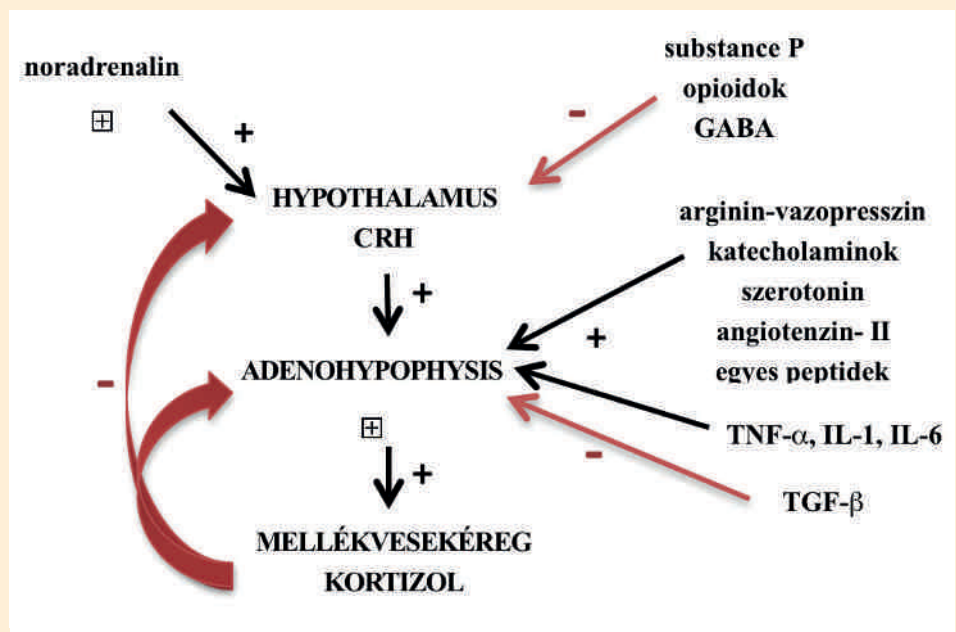 noradrenalin
+
substance P
opioidok
GABA
-
HYPOTHALAMUS
CRH
+
arginin-vazopresszin
katecholaminok
szerotonin
angiotenzin- II
egyes peptidek
+
-
ADENOHYPOPHYSIS
TNF-α, IL-1, IL-6
-
TGF-β
+
MELLÉKVESEKÉREG
KORTIZOL